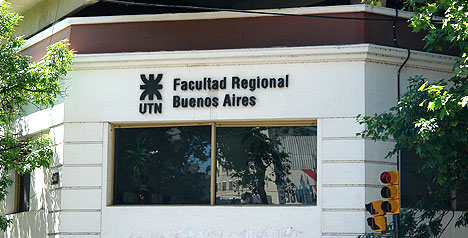 Facultad Regional
Buenos Aires
UTN